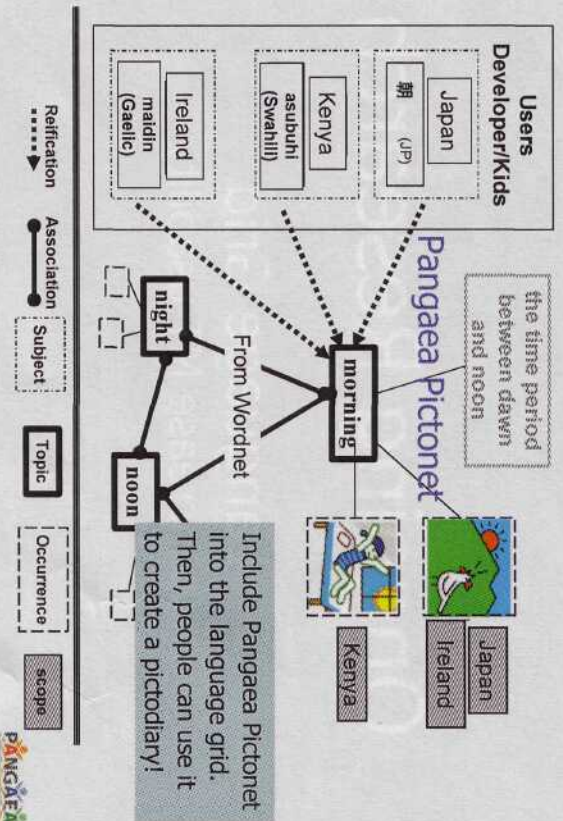 Pangaea Pictonet
Users
Developer/Kids
Japan
朝 (JP)
Kenya
asubuhi
(Swahili)
Ireland
maidin
(Gaelic)
the time period
between dawn
and noon
morning
From Wordnet
night
noon
Japan
Ireland
Kenya
Include Pangaea Pictonet
into the language grid.
Then, people can use it
to create a pictodiary!
Reification
Association
Subject
Topic
Occurrence
scope
PANGAEA